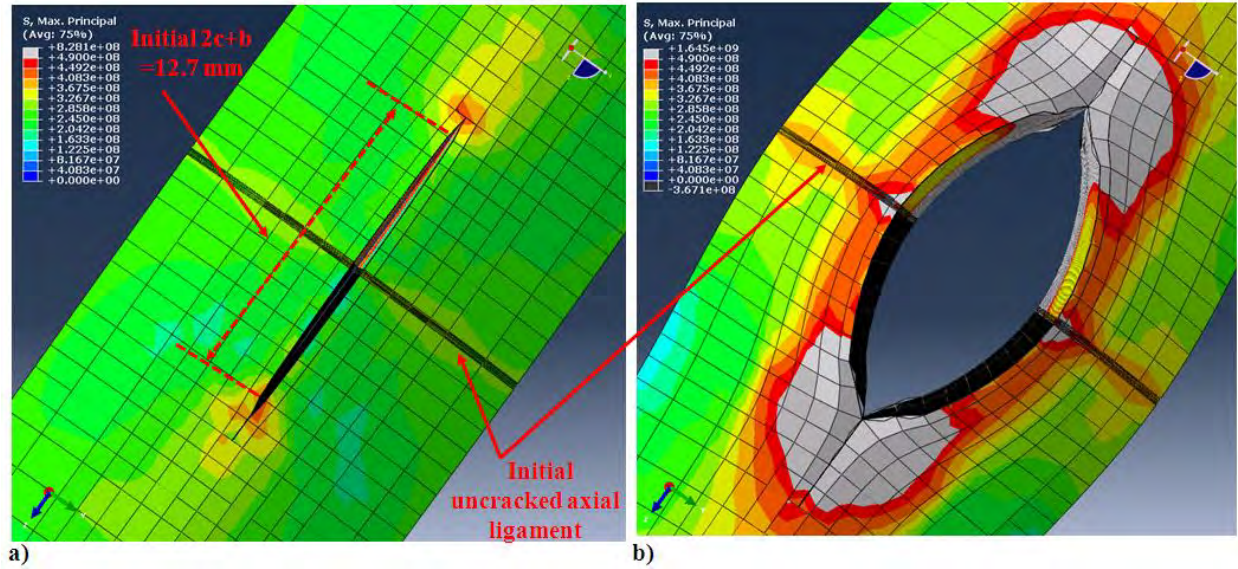 S, Max. Principal
(Avg: 75%)
+8.281e+08
+4.900e+08
+4.492e+08
+4.083e+08
+3.675e+08
+3.267e+08
+2.858e+08
+2.450e+08
+2.042e+08
+1.633e+08
+1.225e+08
+8.167e+07
+4.083e+07
+0.000e+00
Initial 2c+b
=12.7 mm
Initial
uncracked axial
ligament
a)
S, Max. Principal
(Avg: 75%)
+1.645e+09
+4.900e+08
+4.492e+08
+4.083e+08
+3.675e+08
+3.267e+08
+2.858e+08
+2.450e+08
+2.042e+08
+1.633e+08
+1.225e+08
+8.167e+07
+4.083e+07
+0.000e+00
-3.671e+08
b)